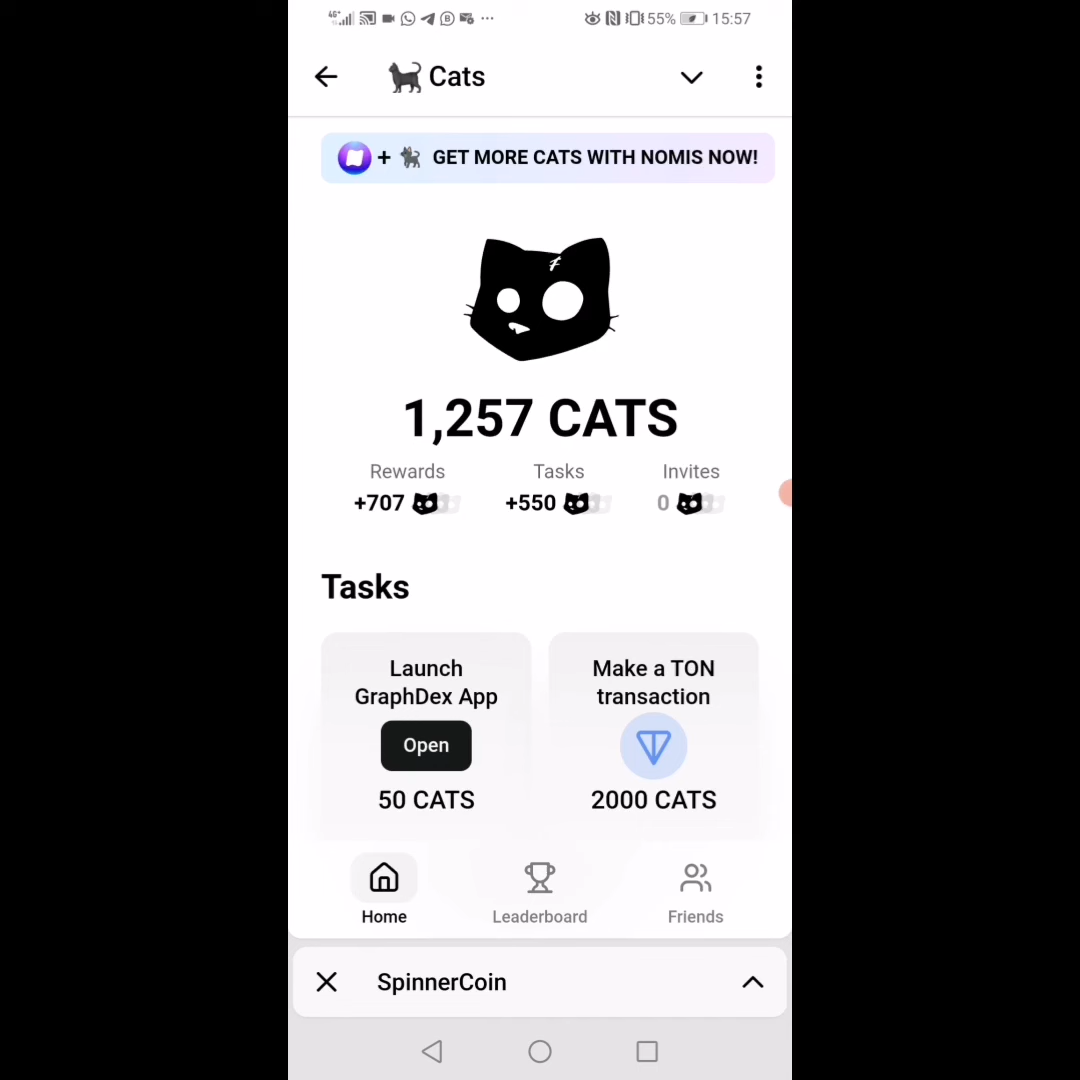 4G 55% 15:57
Cats
+ GET MORE CATS WITH NOMIS NOW!
1,257 CATS
Rewards Tasks Invites
+707 +550 0
Tasks
Launch
GraphDex App
Open
50 CATS
Make a TON
transaction
2000 CATS
Home Leaderboard Friends
SpinnerCoin